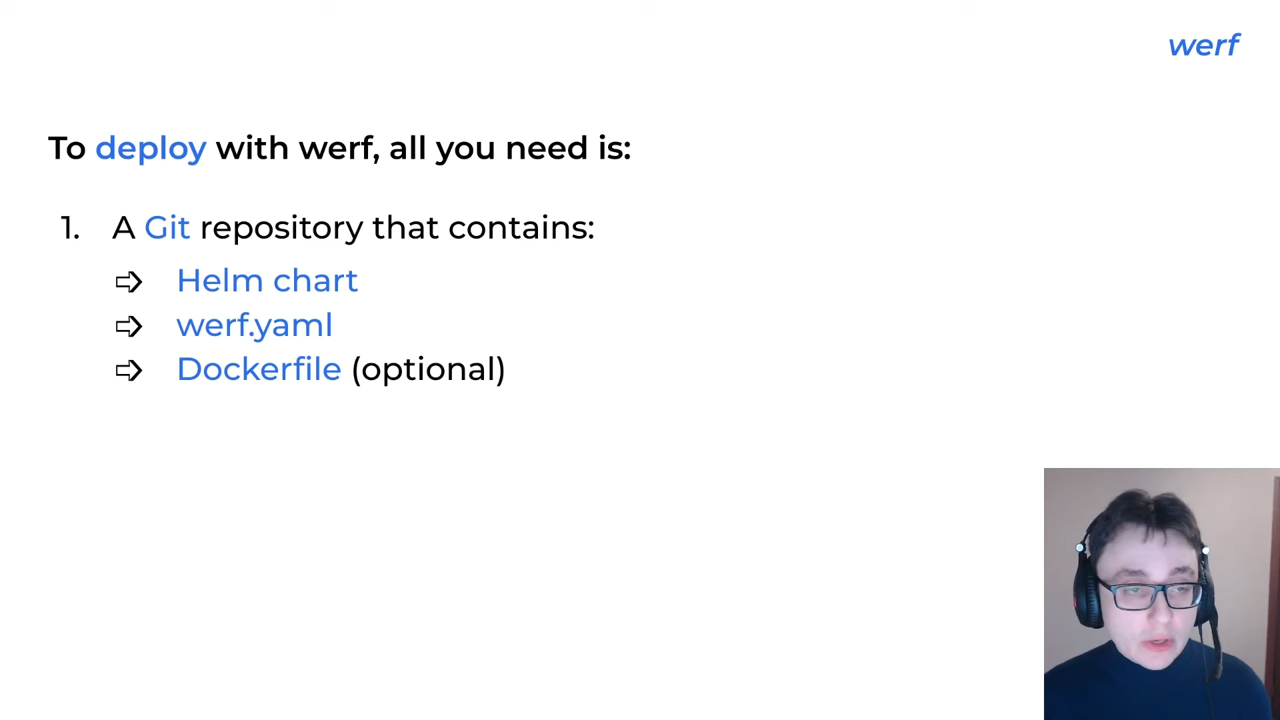 werf
To deploy with werf, all you need is:
1. A Git repository that contains:
➩ Helm chart
➩ werf.yaml
➩ Dockerfile (optional)